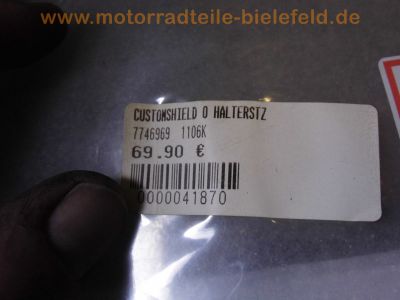 www.motorradteile-bielefeld.de
CUSTOMSHIELD O HALTERSTZ
7746969 1106K
69.90 €
0000041870